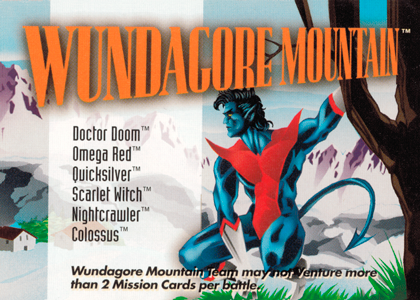 WUNDAGORE MOUNTAIN™
Doctor Doom™
Omega Red™
Quicksilver™
Scarlet Witch™
Nightcrawler™
Colossus™
Wundagore Mountain Team may not Venture more
than 2 Mission Cards per battle.